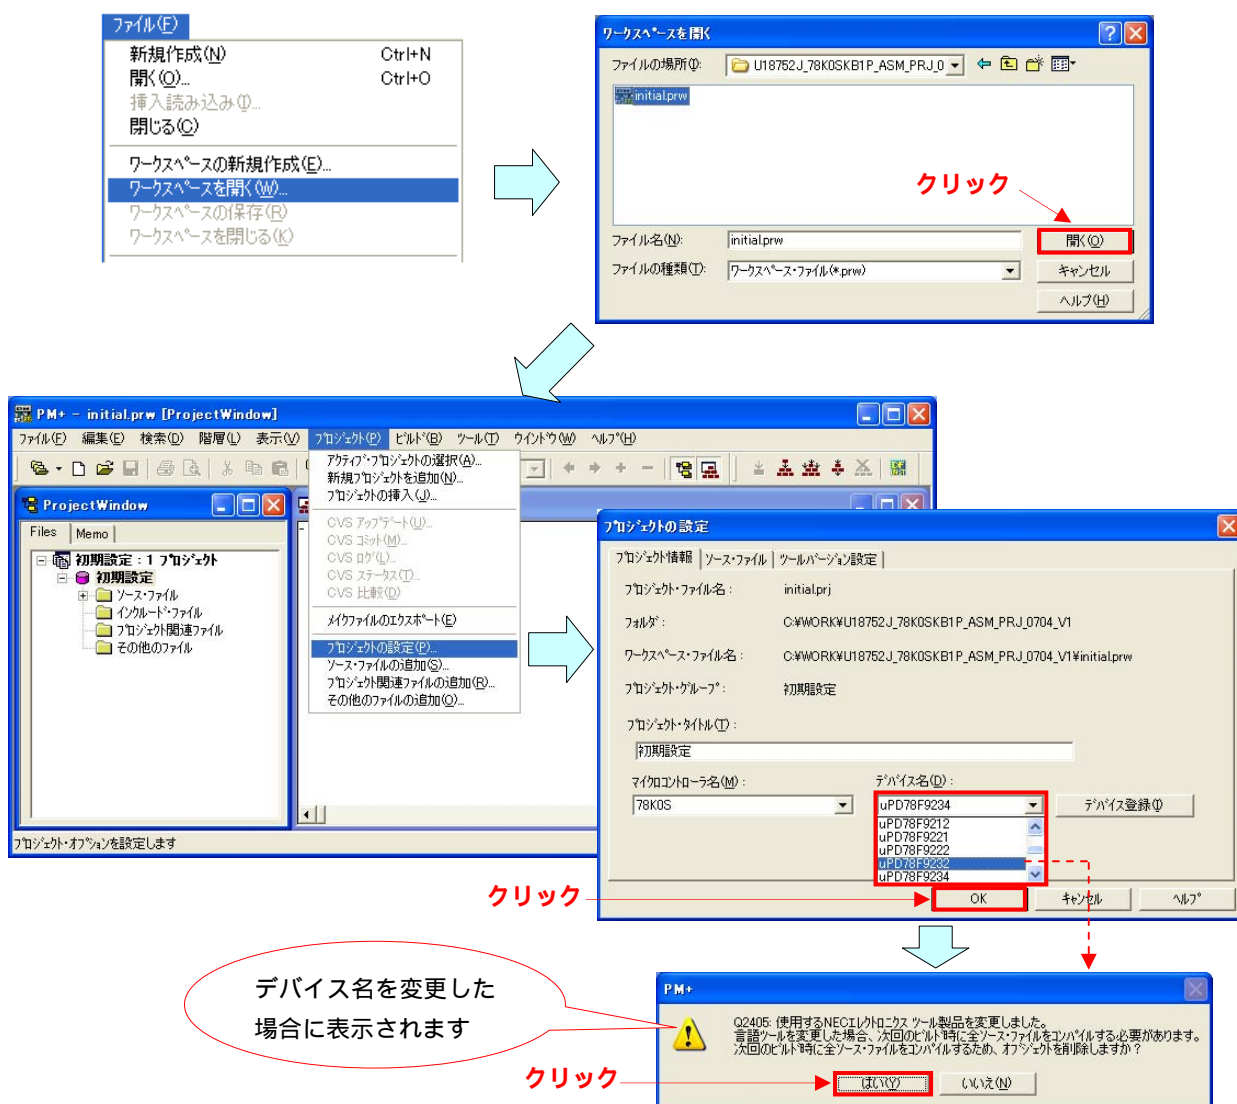 ファイル(F)
新規作成(N) Ctrl+N
開く(O)... Ctrl+O
挿入読み込み(I)...
閉じる(C)
ワークスペースの新規作成(E)...
ワークスペースを開く(W)...
ワークスペースの保存(R)
ワークスペースを閉じる(K)
ワークスペースを開く
ファイルの場所(I):
U18752J_78K0SKB1P_ASM_PRJ_0
initial.prw
クリック
ファイル名(N): initial.prw 開く(O)
ファイルの種類(T): ワークスペース・ファイル(*.prw) キャンセル
ヘルプ(H)
PM+ - initial.prw [ProjectWindow]
ファイル(F) 編集(E) 検索(D) 階層(L) 表示(V) プロジェクト(P) ビルド(B) ツール(T) ウインドウ(W) ヘルプ(H)
アクティブ・プロジェクトの選択(A)...
新規プロジェクトを追加(N)...
プロジェクトの挿入(J)...
CVS アップデート(U)...
CVS コミット(M)...
CVS ログ(L)...
CVS ステータス(T)...
CVS 比較(D)
メイクファイルのエクスポート(E)
プロジェクトの設定(P)...
ソース・ファイルの追加(S)...
プロジェクト関連ファイルの追加(R)...
その他のファイルの追加(O)...
ProjectWindow
Files Memo
初期設定 : 1 プロジェクト
初期設定
ソース・ファイル
インクルード・ファイル
プロジェクト関連ファイル
その他のファイル
プロジェクト・オプションを設定します
プロジェクトの設定
プロジェクト情報 ソース・ファイル ツールバージョン設定
プロジェクト・ファイル名 : initial.prj
フォルダ : C:¥WORK¥U18752J_78K0SKB1P_ASM_PRJ_0704_V1
ワークスペース・ファイル名 : C:¥WORK¥U18752J_78K0SKB1P_ASM_PRJ_0704_V1¥initial.prw
プロジェクト・グループ : 初期設定
プロジェクト・タイトル(T) :
初期設定
マイクロコントローラ名(M) : デバイス名(D) :
78K0S uPD78F9234 デバイス登録(I)
uPD78F9212
uPD78F9221
uPD78F9222
uPD78F9232
uPD78F9234
クリック
OK キャンセル ヘルプ
デバイス名を変更した
場合に表示されます
PM+
Q2405: 使用するNECエレクトロニクス ツール製品を変更しました。
言語ツールを変更した場合、次回のビルド時に全ソース・ファイルをコンパイルする必要があります。
次回のビルド時に全ソース・ファイルをコンパイルするため、オブジェクトを削除しますか？
クリック
はい(Y) いいえ(N)